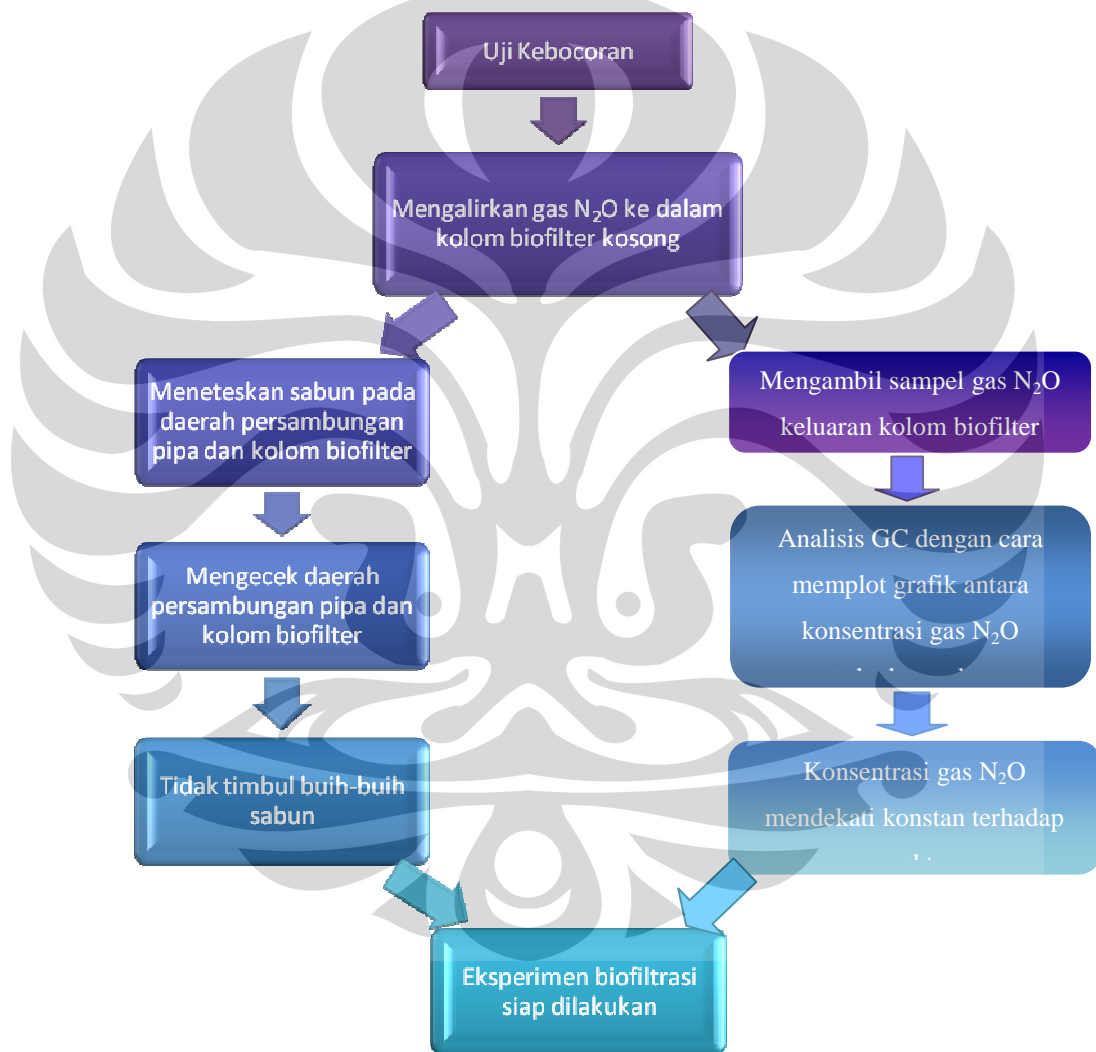 Uji Kebocoran
Mengalirkan gas N₂O ke dalam
kolom biofilter kosong
Meneteskan sabun pada
daerah persambungan
pipa dan kolom biofilter
Mengecek daerah
persambungan pipa dan
kolom biofilter
Tidak timbul buih-buih
sabun
Mengambil sampel gas N₂O
keluaran kolom biofilter
Analisis GC dengan cara
memplot grafik antara
konsentrasi gas N₂O
Konsentrasi gas N₂O
mendekati konstan terhadap
Eksperimen biofiltrasi
siap dilakukan